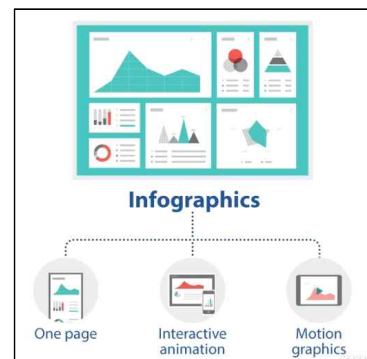 Infographics
One page
Interactive
animation
Motion
graphics